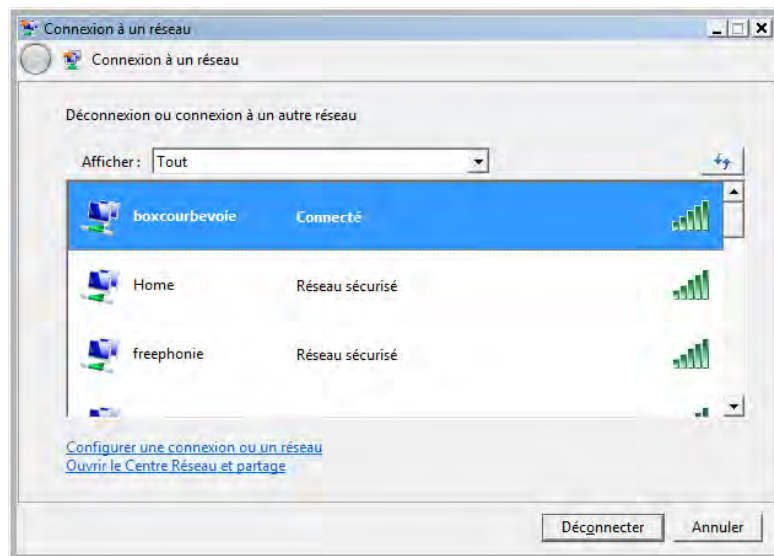 Connexion à un réseau
Connexion à un réseau
Déconnexion ou connexion à un autre réseau
Afficher : Tout
boxcourbevoie Connecté
Home Réseau sécurisé
freephonie Réseau sécurisé
Configurer une connexion ou un réseau
Ouvrir le Centre Réseau et partage
Déconnecter Annuler